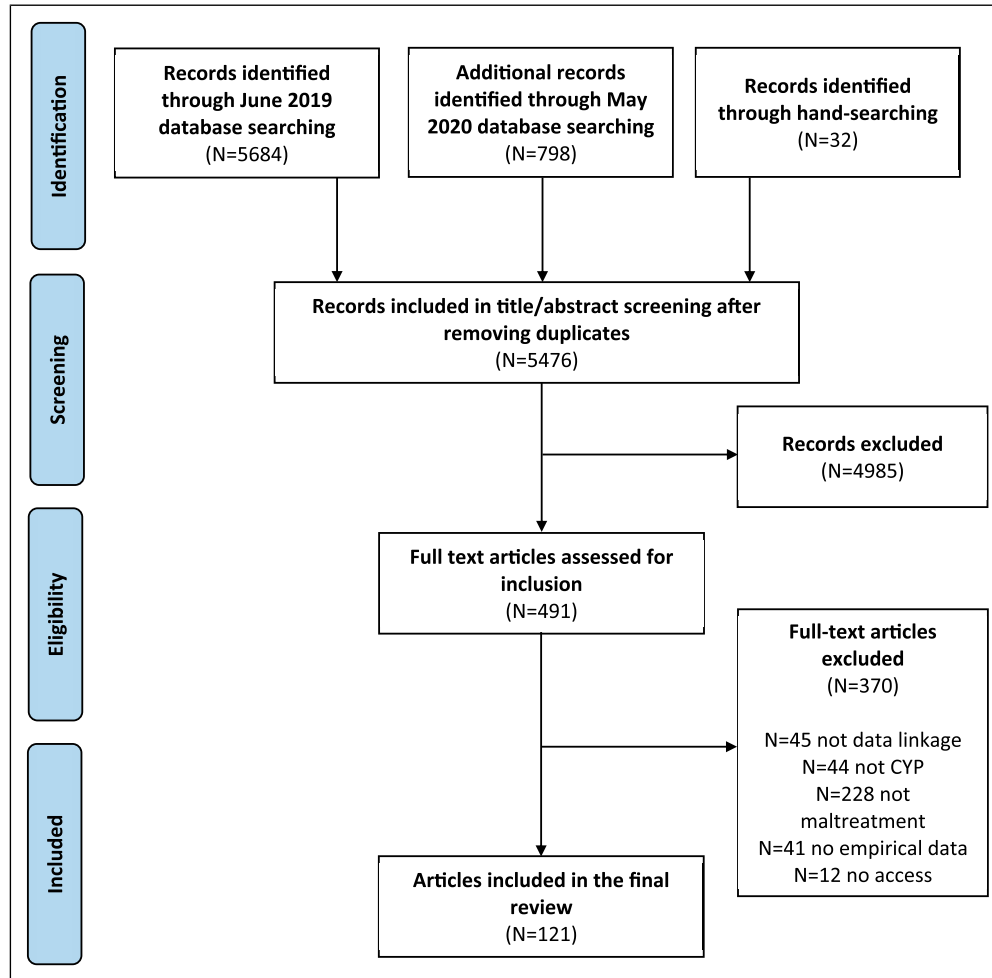 Identification
Records identified
through June 2019
database searching
(N=5684)
Additional records
identified through May
2020 database searching
(N=798)
Records identified
through hand-searching
(N=32)
Screening
Records included in title/abstract screening after
removing duplicates
(N=5476)
Records excluded
(N=4985)
Eligibility
Full text articles assessed for
inclusion
(N=491)
Full-text articles
excluded
(N=370)
N=45 not data linkage
N=44 not CYP
N=228 not
maltreatment
N=41 no empirical data
N=12 no access
Included
Articles included in the final
review
(N=121)